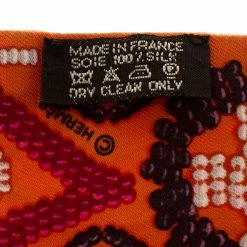 MADE IN FRANCE
SOIE 100% SILK
DRY CLEAN ONLY
© HERMÈS